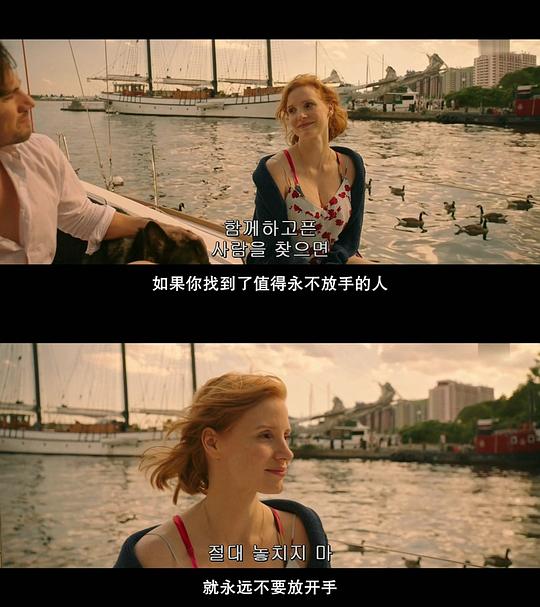 함께하고픈
사람을 찾으면
如果你找到了值得永不放手的人
절대 놓치지 마
就永远不要放开手